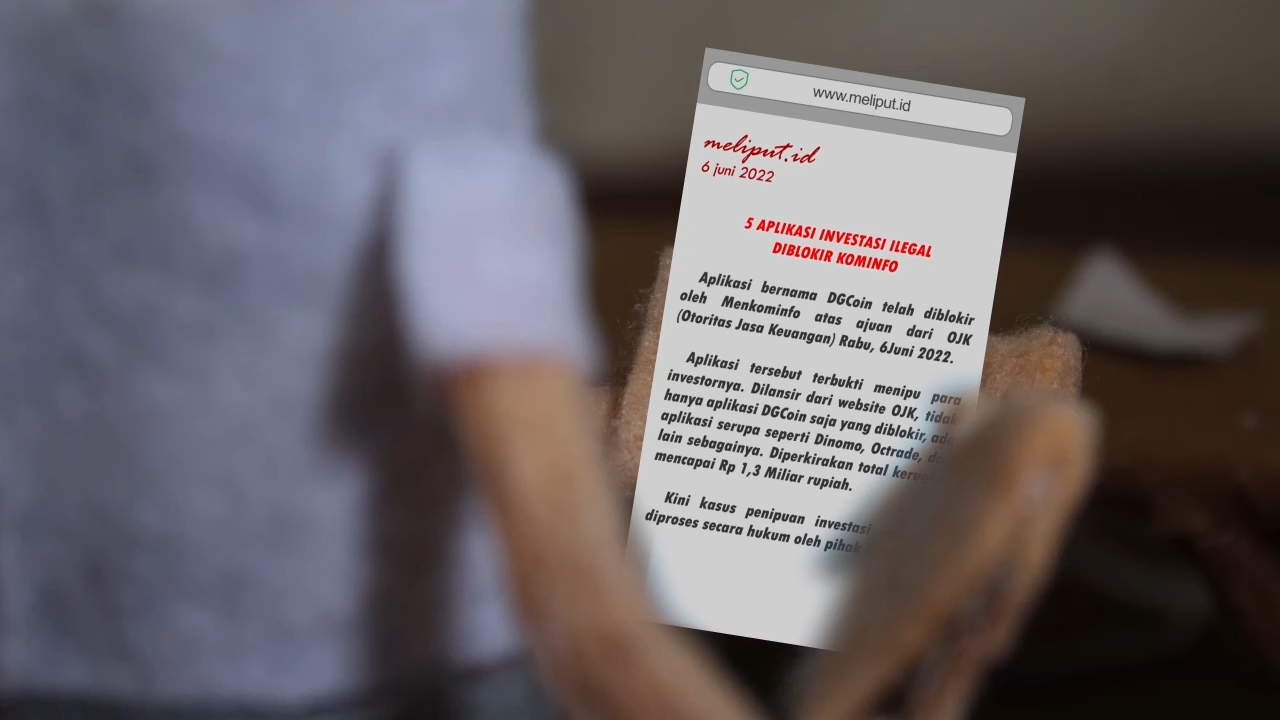 www.meliput.id
meliput.id
6 juni 2022
5 APLIKASI INVESTASI ILEGAL
DIBLOKIR KOMINFO
Aplikasi bernama DGCoin telah diblokir
oleh Menkominfo atas ajuan dari OJK
(Otoritas Jasa Keuangan) Rabu, 6Juni 2022.
Aplikasi tersebut terbukti menipu para
investornya. Dilansir dari website OJK, tidak
hanya aplikasi DGCoin saja yang diblokir, ada
aplikasi serupa seperti Dinomo, Octrade,
lain sebagainya. Diperkirakan total
mencapai Rp 1,3 Miliar rupiah.
Kini kasus penipuan investasi
diproses secara hukum oleh pihak